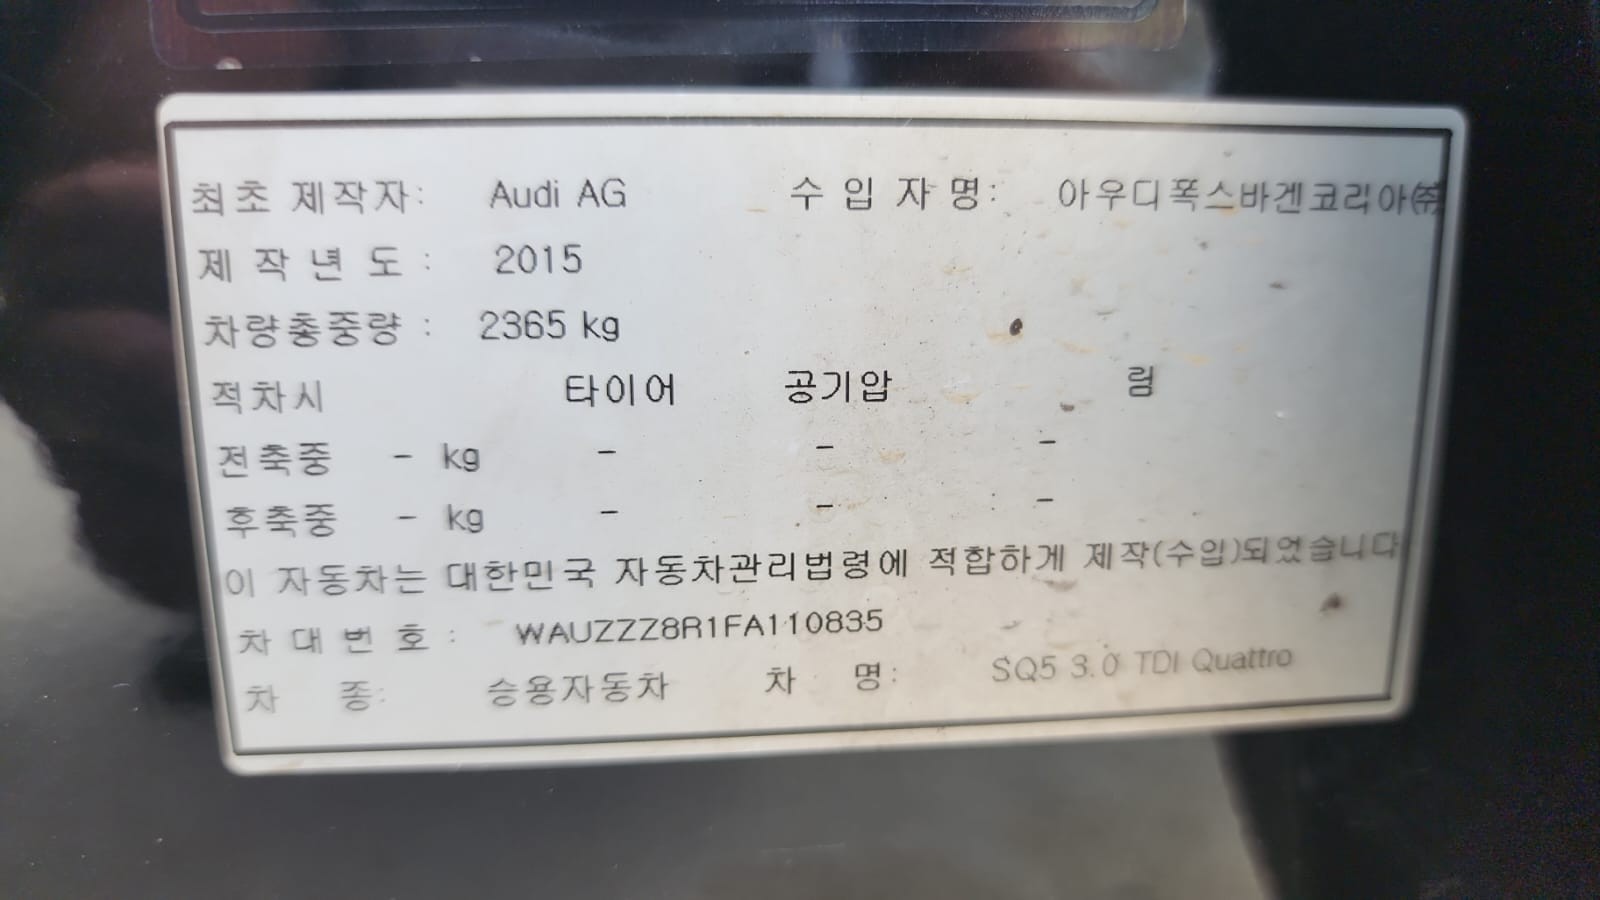 최초 제작자: Audi AG 수 입 자 명: 아우디폭스바겐코리아㈜
제 작 년 도 : 2015
차량총중량 : 2365 kg
적차시 타이어 공기압 림
전축중 - kg - - -
후축중 - kg - - -
이 자동차는 대한민국 자동차관리법령에 적합하게 제작(수입)되었습니다
차 대 번 호 : WAUZZZ8R1FA110835
차 종: 승용자동차 차 명: SQ5 3.0 TDI Quattro